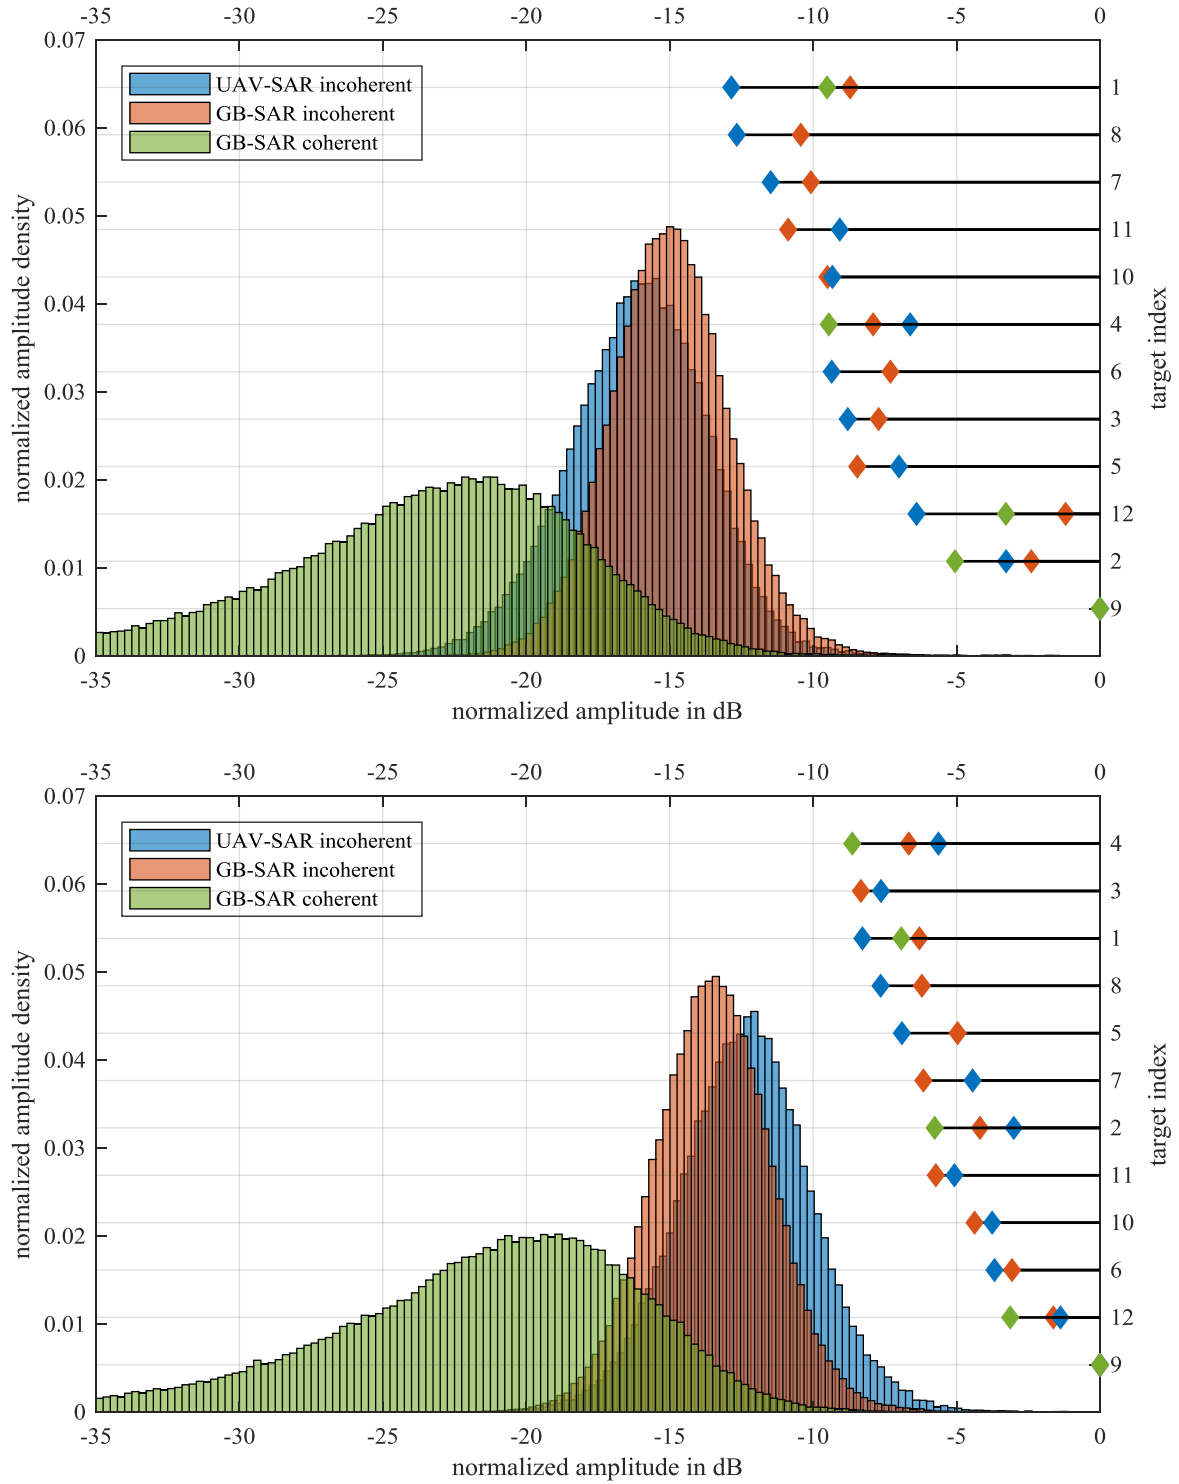 -35 -30 -25 -20 -15 -10 -5 0
0.07
UAV-SAR incoherent
GB-SAR incoherent
GB-SAR coherent
0.06
0.05
0.04
0.03
0.02
0.01
0
normalized amplitude density
1
8
7
11
10
4
6
3
5
12
2
9
target index
-35 -30 -25 -20 -15 -10 -5 0
normalized amplitude in dB
-35 -30 -25 -20 -15 -10 -5 0
0.07
UAV-SAR incoherent
GB-SAR incoherent
GB-SAR coherent
0.06
0.05
0.04
0.03
0.02
0.01
0
normalized amplitude density
4
3
1
8
5
7
2
11
10
6
12
9
target index
-35 -30 -25 -20 -15 -10 -5 0
normalized amplitude in dB